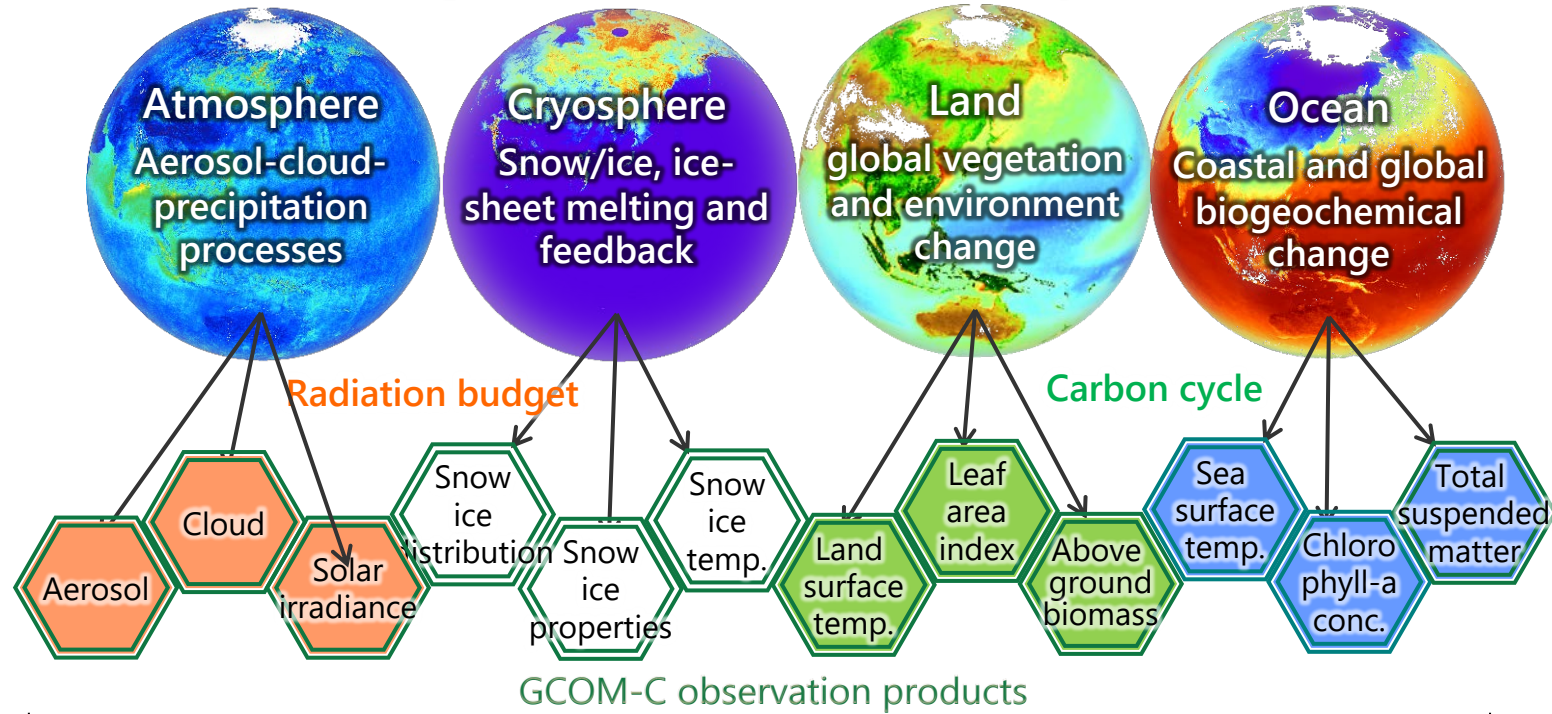 Atmosphere
Aerosol-cloud-
precipitation
processes
Cryosphere
Snow/ice, ice-
sheet melting and
feedback
Land
global vegetation
and environment
change
Ocean
Coastal and global
biogeochemical
change
Radiation budget
Carbon cycle
Aerosol
Cloud
Solar
irradiance
Snow
ice
distribution
Snow
ice
properties
Snow
ice
temp.
Land
surface
temp.
Leaf
area
index
Above
ground
biomass
Sea
surface
temp.
Chloro
phyll-a
conc.
Total
suspended
matter
GCOM-C observation products